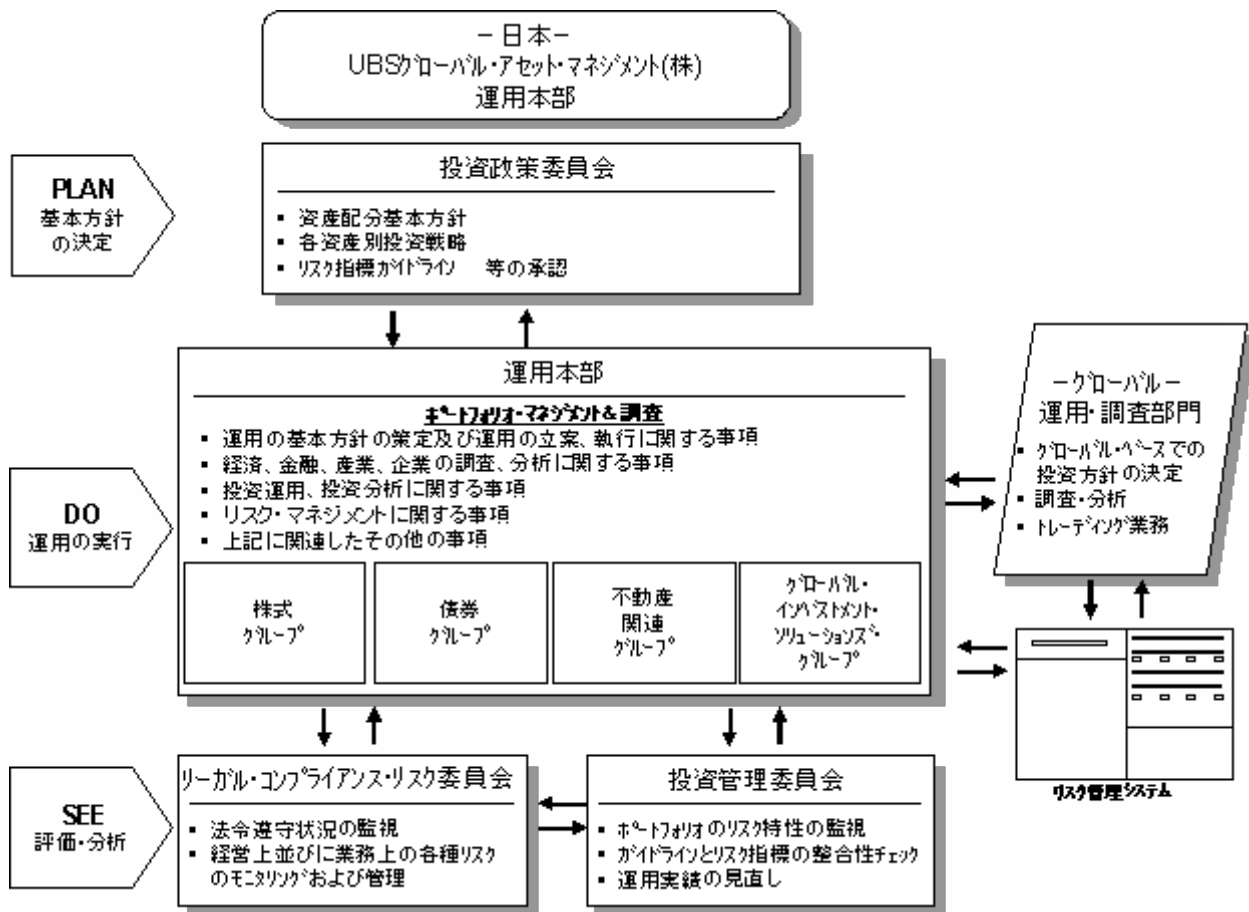 －日本－
UBSｸﾞﾛｰﾊﾞﾙ･ｱｾｯﾄ･ﾏﾈｼﾞﾒﾝﾄ(株)
運用本部
PLAN
基本方針
の決定
投資政策委員会
▪ 資産配分基本方針
▪ 各資産別投資戦略
▪ ﾘｽｸ指標ｶﾞｲﾄﾞﾗｲﾝ 等の承認
DO
運用の実行
運用本部
ﾎﾟｰﾄﾌｫﾘｵ･ﾏﾈｼﾞﾒﾝﾄ&調査
▪ 運用の基本方針の策定及び運用の立案、執行に関する事項
▪ 経済、金融、産業、企業の調査、分析に関する事項
▪ 投資運用、投資分析に関する事項
▪ リスク・マネジメントに関する事項
▪ 上記に関連したその他の事項
株式
ｸﾞﾙｰﾌﾟ
債券
ｸﾞﾙｰﾌﾟ
不動産
関連
ｸﾞﾙｰﾌﾟ
ｸﾞﾛｰﾊﾞﾙ･
ｲﾝﾍﾞｽﾄﾒﾝﾄ･
ｿﾘｭｰｼｮﾝｽﾞ･
ｸﾞﾙｰﾌﾟ
－ｸﾞﾛｰﾊﾞﾙ－
運用･調査部門
▪ ｸﾞﾛｰﾊﾞﾙ･ﾍﾞｰｽでの
投資方針の決定
▪ 調査･分析
▪ ﾄﾚｰﾃﾞｨﾝｸﾞ業務
ﾘｽｸ管理ｼｽﾃﾑ
SEE
評価･分析
ﾘｰｶﾞﾙ･ｺﾝﾌﾟﾗｲｱﾝｽ･ﾘｽｸ委員会
▪ 法令遵守状況の監視
▪ 経営上並びに業務上の各種ﾘｽｸ
のﾓﾆﾀﾘﾝｸﾞおよび管理
投資管理委員会
▪ ﾎﾟｰﾄﾌｫﾘｵのﾘｽｸ特性の監視
▪ ｶﾞｲﾄﾞﾗｲﾝとﾘｽｸ指標の整合性ﾁｪｯｸ
▪ 運用実績の見直し